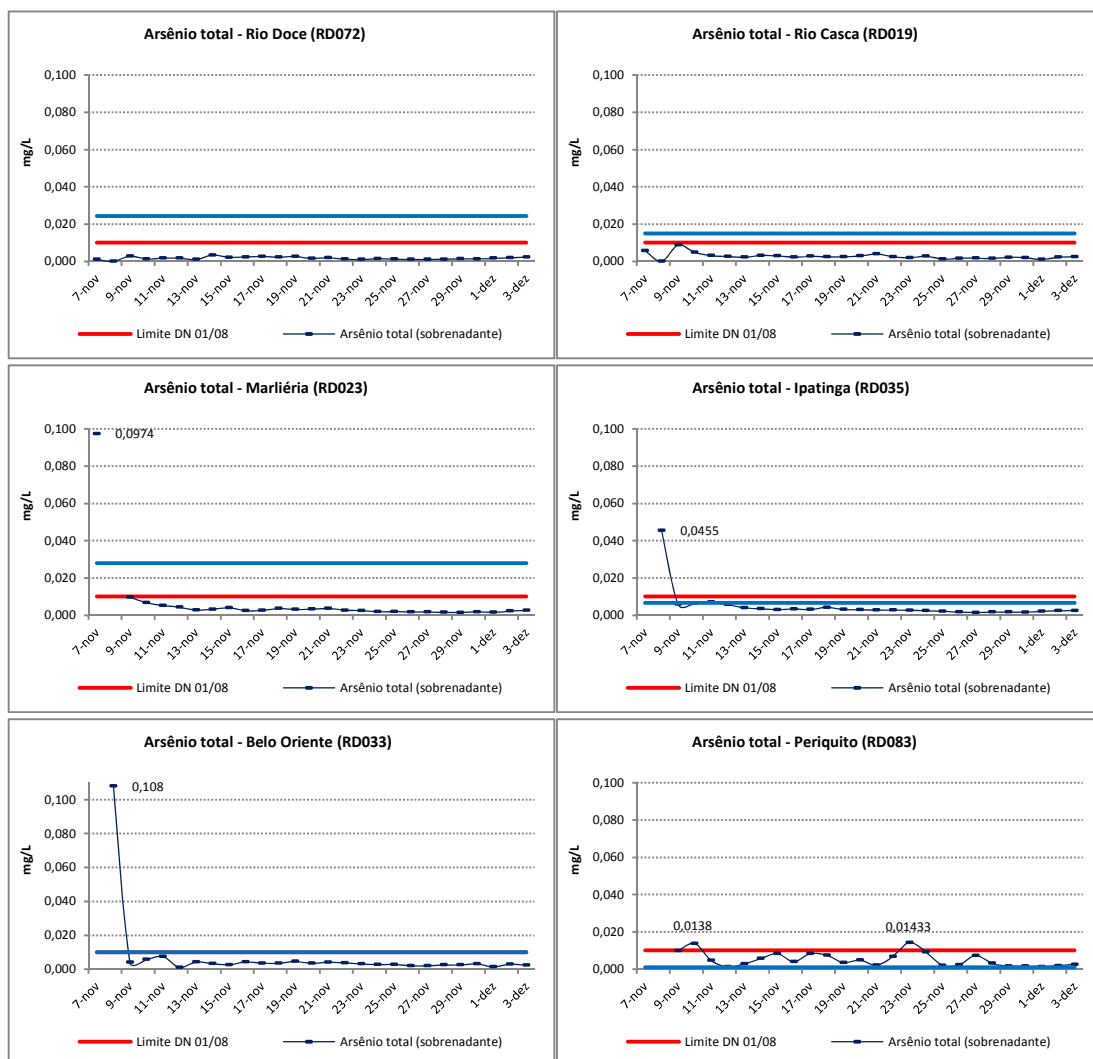 Arsênio total - Rio Doce (RD072)
0,100
0,080
0,060
0,040
0,020
0,000
mg/L
7-nov
9-nov
11-nov
13-nov
15-nov
17-nov
19-nov
21-nov
23-nov
25-nov
27-nov
29-nov
1-dez
3-dez
Limite DN 01/08
Arsênio total (sobrenadante)
Arsênio total - Rio Casca (RD019)
0,100
0,080
0,060
0,040
0,020
0,000
mg/L
7-nov
9-nov
11-nov
13-nov
15-nov
17-nov
19-nov
21-nov
23-nov
25-nov
27-nov
29-nov
1-dez
3-dez
Limite DN 01/08
Arsênio total (sobrenadante)
Arsênio total - Marliéria (RD023)
0,0974
0,100
0,080
0,060
0,040
0,020
0,000
mg/L
7-nov
9-nov
11-nov
13-nov
15-nov
17-nov
19-nov
21-nov
23-nov
25-nov
27-nov
29-nov
1-dez
3-dez
Limite DN 01/08
Arsênio total (sobrenadante)
Arsênio total - Ipatinga (RD035)
0,0455
0,100
0,080
0,060
0,040
0,020
0,000
mg/L
7-nov
9-nov
11-nov
13-nov
15-nov
17-nov
19-nov
21-nov
23-nov
25-nov
27-nov
29-nov
1-dez
3-dez
Limite DN 01/08
Arsênio total (sobrenadante)
Arsênio total - Belo Oriente (RD033)
0,108
0,100
0,080
0,060
0,040
0,020
0,000
mg/L
7-nov
9-nov
11-nov
13-nov
15-nov
17-nov
19-nov
21-nov
23-nov
25-nov
27-nov
29-nov
1-dez
3-dez
Limite DN 01/08
Arsênio total (sobrenadante)
Arsênio total - Periquito (RD083)
0,0138
0,01433
0,100
0,080
0,060
0,040
0,020
0,000
mg/L
7-nov
9-nov
11-nov
13-nov
15-nov
17-nov
19-nov
21-nov
23-nov
25-nov
27-nov
29-nov
1-dez
3-dez
Limite DN 01/08
Arsênio total (sobrenadante)